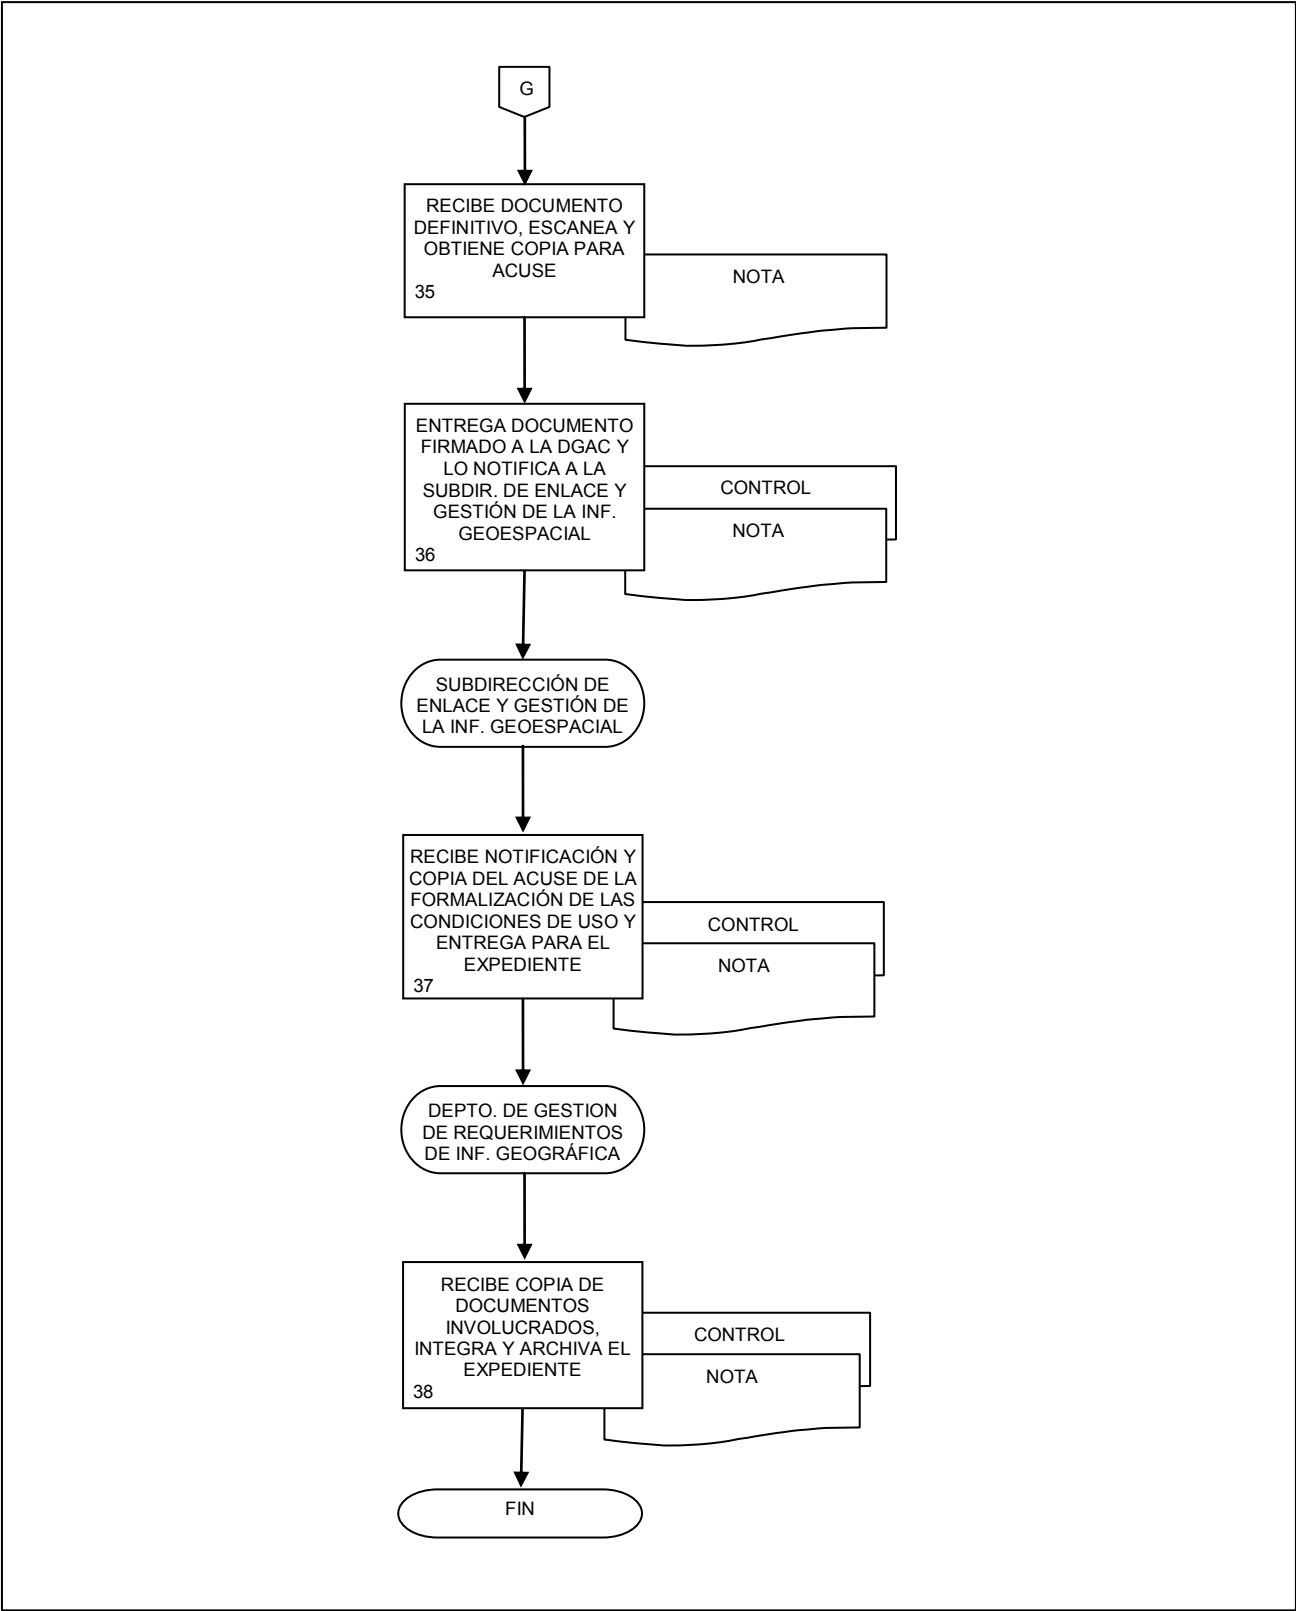 G
RECIBE DOCUMENTO
DEFINITIVO, ESCANEA Y
OBTIENE COPIA PARA
ACUSE
35
NOTA
ENTREGA DOCUMENTO
FIRMADO A LA DGAC Y
LO NOTIFICA A LA
SUBDIR. DE ENLACE Y
GESTIÓN DE LA INF.
GEOESPACIAL
36
CONTROL
NOTA
SUBDIRECCIÓN DE
ENLACE Y GESTIÓN DE
LA INF. GEOESPACIAL
RECIBE NOTIFICACIÓN Y
COPIA DEL ACUSE DE LA
FORMALIZACIÓN DE LAS
CONDICIONES DE USO Y
ENTREGA PARA EL
EXPEDIENTE
37
CONTROL
NOTA
DEPTO. DE GESTION
DE REQUERIMIENTOS
DE INF. GEOGRÁFICA
RECIBE COPIA DE
DOCUMENTOS
INVOLUCRADOS,
INTEGRA Y ARCHIVA EL
EXPEDIENTE
38
CONTROL
NOTA
FIN